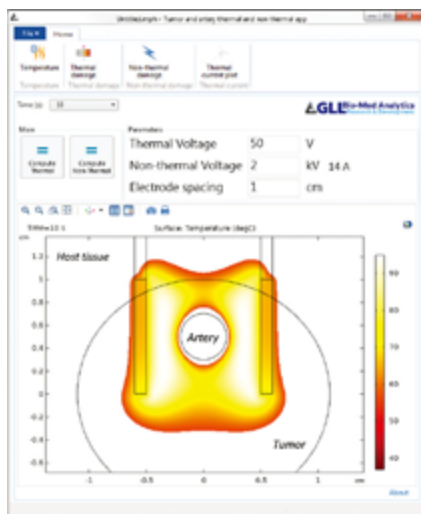 Untitled.mph - Tumor and artery thermal and non thermal app
File
Home
Temperature
Thermal damage
Non-thermal damage
Thermal current plot
Temperature
Thermal damage
Non-thermal damage
Thermal current
Time (s): 10
GLL Bio-Med Analytics
Main
Parameters
Compute Thermal
Compute Non-Thermal
Thermal Voltage 50 V
Non-thermal Voltage 2 kV 14 A
Electrode spacing 1 cm
Time=10 s
Surface: Temperature (degC)
cm
Host tissue
Artery
Tumor
1.2
1
0.8
0.6
0.4
0.2
0
-0.2
-0.4
-0.6
-1
-0.5
0
0.5
1
cm
90
80
70
60
50
40
About